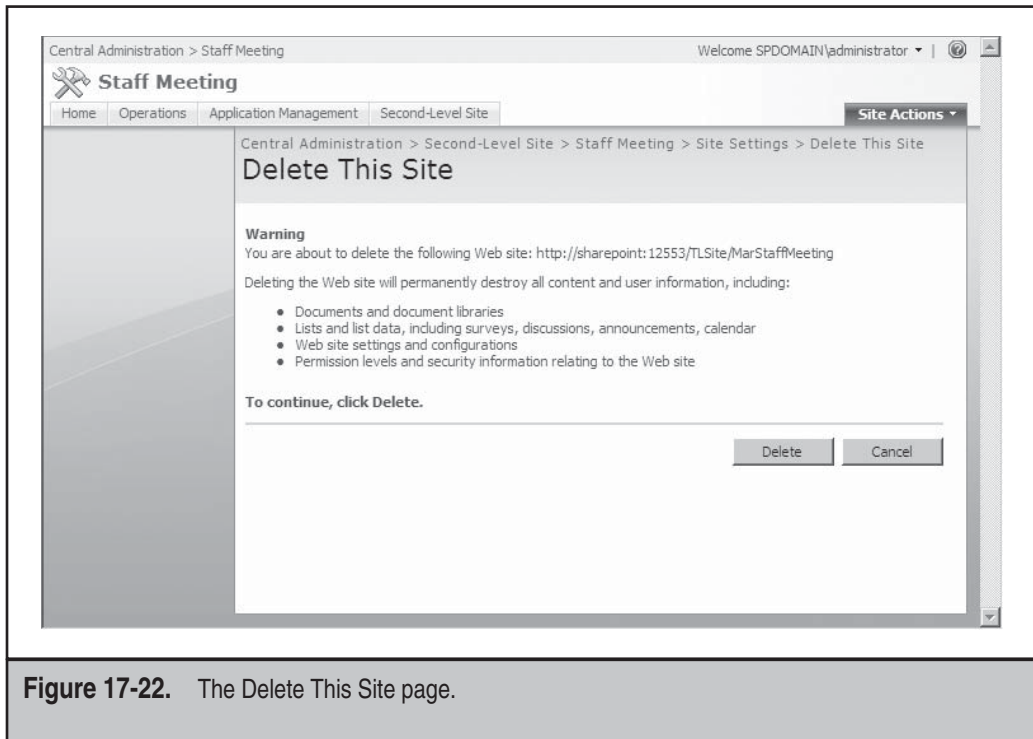 Central Administration > Staff Meeting
Welcome SPDOMAIN\administrator
Staff Meeting
Home Operations Application Management Second-Level Site
Site Actions
Central Administration > Second-Level Site > Staff Meeting > Site Settings > Delete This Site
Delete This Site
Warning
You are about to delete the following Web site: http://sharepoint:12553/TLSite/MarStaffMeeting
Deleting the Web site will permanently destroy all content and user information, including:
● Documents and document libraries
● Lists and list data, including surveys, discussions, announcements, calendar
● Web site settings and configurations
● Permission levels and security information relating to the Web site
To continue, click Delete.
Delete Cancel
Figure 17-22. The Delete This Site page.